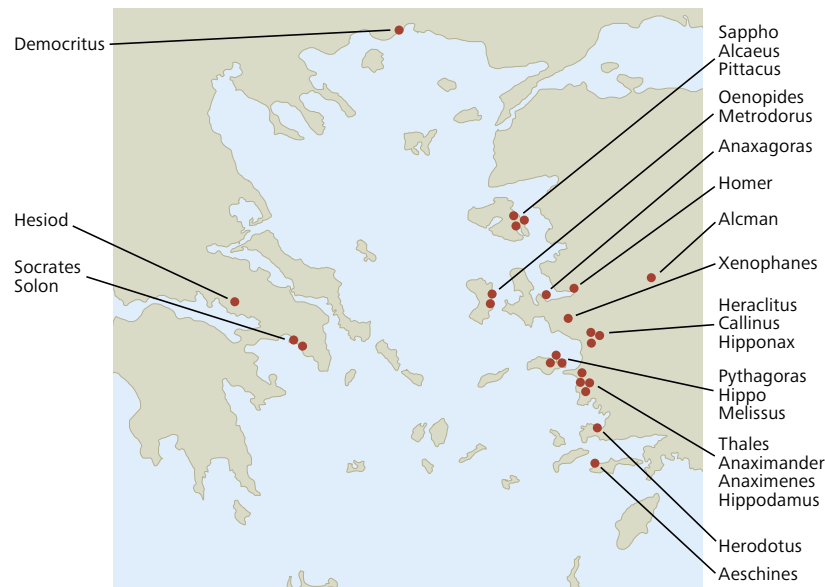 Democritus
Hesiod
Socrates
Solon
Sappho
Alcaeus
Pittacus
Oenopides
Metrodorus
Anaxagoras
Homer
Alcman
Xenophanes
Heraclitus
Callinus
Hipponax
Pythagoras
Hippo
Melissus
Thales
Anaximander
Anaximenes
Hippodamus
Herodotus
Aeschines